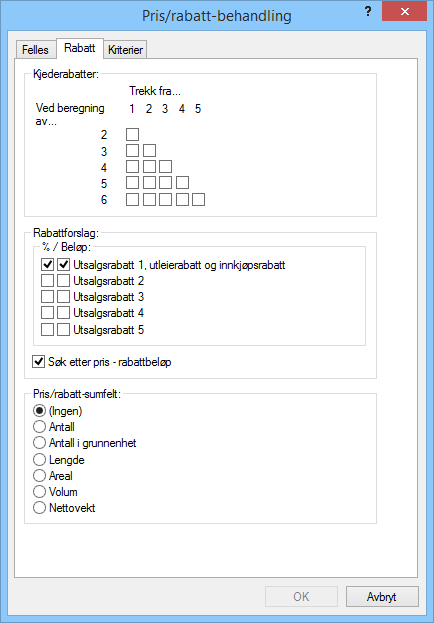 Pris/rabatt-behandling ?
Felles Rabatt Kriterier
Kjederabatter:
Trekk fra...
Ved beregning av... 1 2 3 4 5
2
3
4
5
6
Rabattforslag:
% / Beløp:
Utsalgsrabatt 1, utleierabatt og innkjøpsrabatt
Utsalgsrabatt 2
Utsalgsrabatt 3
Utsalgsrabatt 4
Utsalgsrabatt 5
Søk etter pris - rabattbeløp
Pris/rabatt-sumfelt:
(Ingen)
Antall
Antall i grunnenhet
Lengde
Areal
Volum
Nettovekt
OK Avbryt